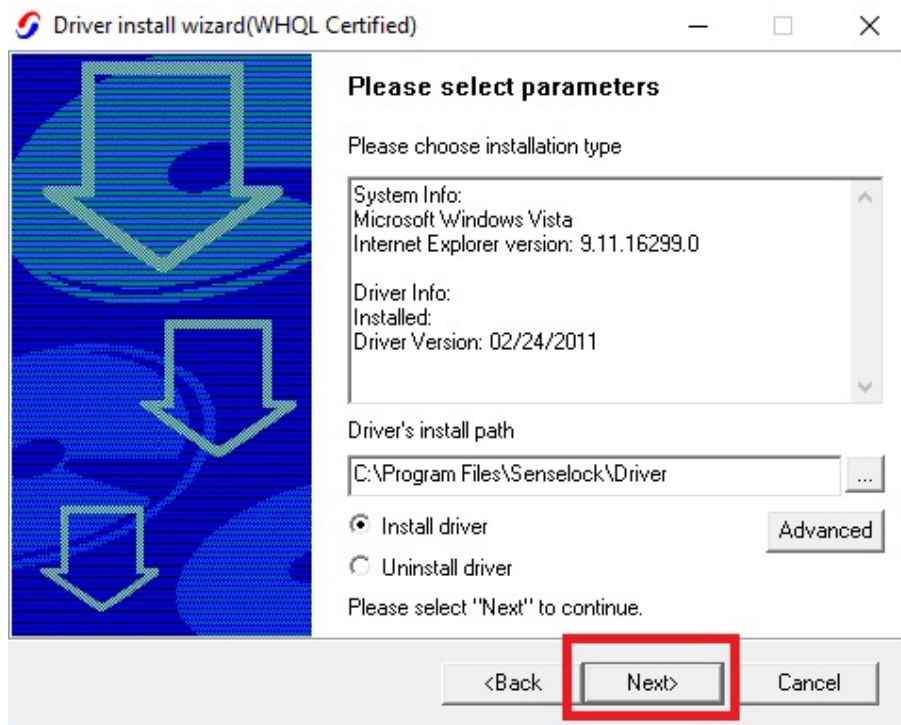 Driver install wizard(WHQL Certified)
Please select parameters
Please choose installation type
System Info:
Microsoft Windows Vista
Internet Explorer version: 9.11.16299.0
Driver Info:
Installed:
Driver Version: 02/24/2011
Driver's install path
C:\Program Files\Senselock\Driver
...
Install driver
Advanced
Uninstall driver
Please select "Next" to continue.
<Back
Next>
Cancel